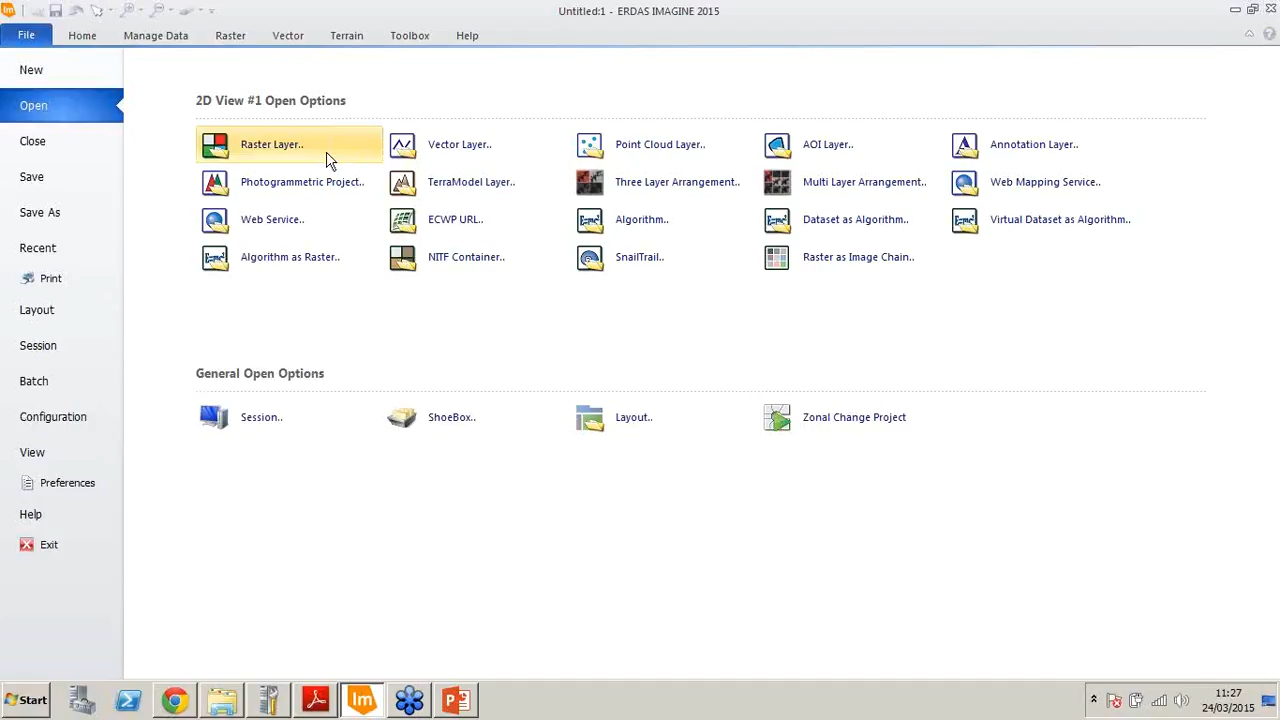 Untitled:1 - ERDAS IMAGINE 2015
File Home Manage Data Raster Vector Terrain Toolbox Help
New
Open
Close
Save
Save As
Recent
Print
Layout
Session
Batch
Configuration
View
Preferences
Help
Exit
2D View #1 Open Options
Raster Layer.. Vector Layer.. Point Cloud Layer.. AOI Layer.. Annotation Layer..
Photogrammetric Project.. TerraModel Layer.. Three Layer Arrangement.. Multi Layer Arrangement.. Web Mapping Service..
Web Service.. ECWP URL.. Algorithm.. Dataset as Algorithm.. Virtual Dataset as Algorithm..
Algorithm as Raster.. NITF Container.. SnailTrail.. Raster as Image Chain..
General Open Options
Session.. ShoeBox.. Layout.. Zonal Change Project
Start
11:27
24/03/2015